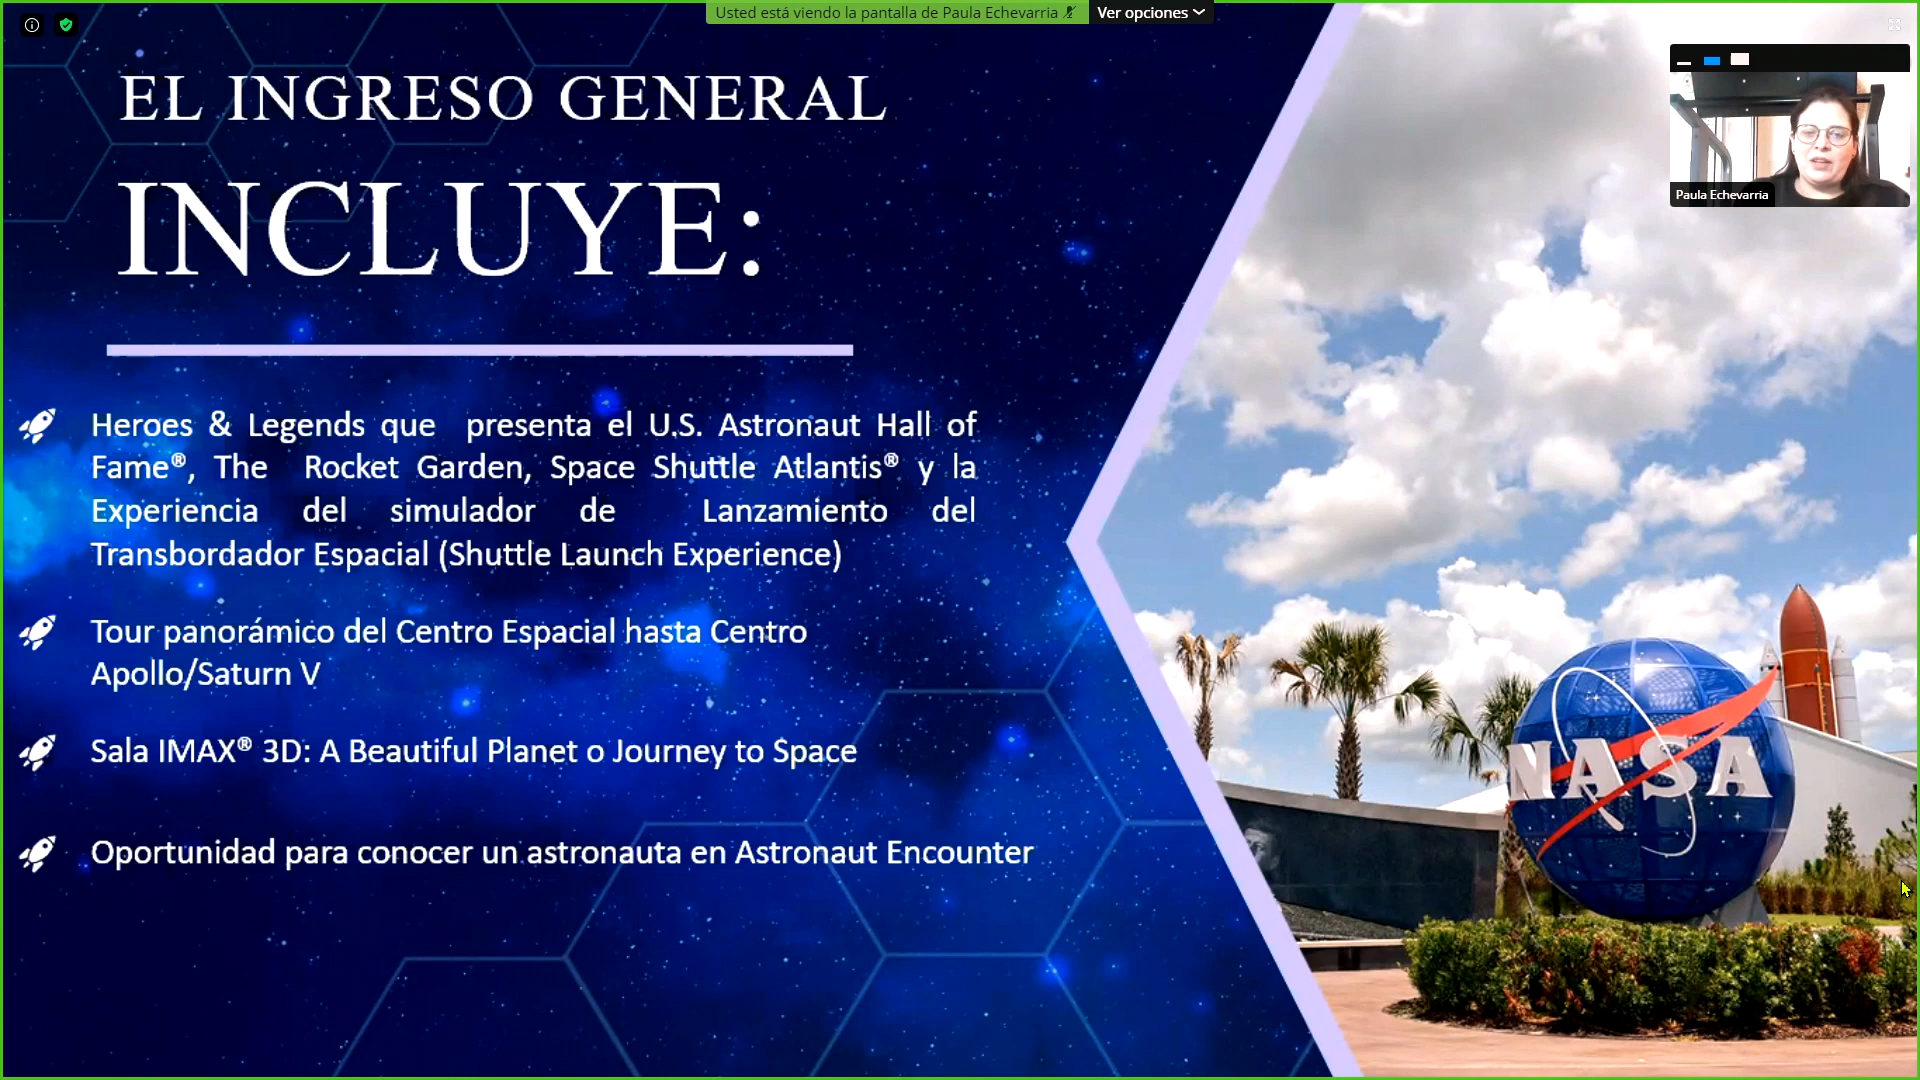 Usted está viendo la pantalla de Paula Echevarria
Ver opciones
EL INGRESO GENERAL
INCLUYE:
Heroes & Legends que presenta el U.S. Astronaut Hall of
Fame®, The Rocket Garden, Space Shuttle Atlantis® y la
Experiencia del simulador de Lanzamiento del
Transbordador Espacial (Shuttle Launch Experience)
Tour panorámico del Centro Espacial hasta Centro
Apollo/Saturn V
Sala IMAX® 3D: A Beautiful Planet o Journey to Space
Oportunidad para conocer un astronauta en Astronaut Encounter
Paula Echevarria
NASA